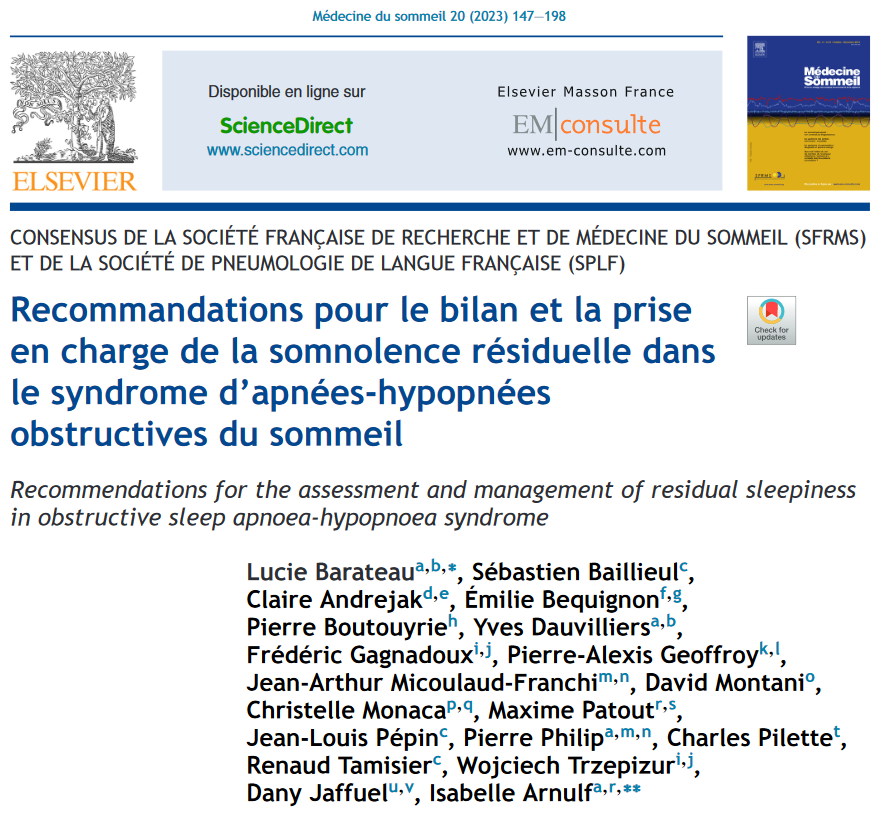 Médecine du sommeil 20 (2023) 147—198
ELSEVIER
Disponible en ligne sur
ScienceDirect
www.sciencedirect.com
Elsevier Masson France
EM|consulte
www.em-consulte.com
Médecine
Sommeil
CONSENSUS DE LA SOCIÉTÉ FRANÇAISE DE RECHERCHE ET DE MÉDECINE DU SOMMEIL (SFRMS)
ET DE LA SOCIÉTÉ DE PNEUMOLOGIE DE LANGUE FRANÇAISE (SPLF)
Recommandations pour le bilan et la prise
en charge de la somnolence résiduelle dans
le syndrome d’apnées-hypopnées
obstructives du sommeil
Check for
updates
Recommendations for the assessment and management of residual sleepiness
in obstructive sleep apnoea-hypopnoea syndrome
Lucie Barateau a,b,*, Sébastien Baillieul c,
Claire Andrejak d,e, Émilie Bequignon f,g,
Pierre Boutouyrie h, Yves Dauvilliers a,b,
Frédéric Gagnadoux i,j, Pierre-Alexis Geoffroy k,l,
Jean-Arthur Micoulaud-Franchi m,n, David Montani o,
Christelle Monaca p,q, Maxime Patout r,s,
Jean-Louis Pépin c, Pierre Philip a,m,n, Charles Pilette t,
Renaud Tamisier c, Wojciech Trzepizur i,j,
Dany Jaffuel u,v, Isabelle Arnulf a,r,**